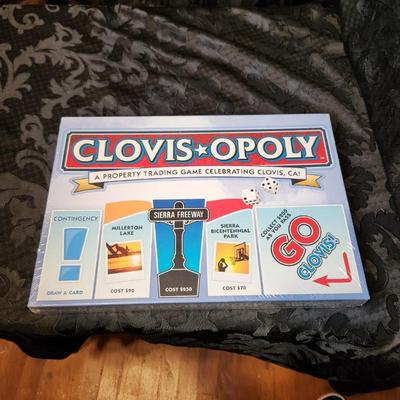 CLOVIS★OPOLY
A PROPERTY TRADING GAME CELEBRATING CLOVIS, CA!
CONTINGENCY
!
DRAW A CARD
MILLERTON
LAKE
COST $90
SIERRA FREEWAY
COST $250
SIERRA
BICENTENNIAL
PARK
COST $70
COLLECT $200
AS YOU PASS
GO
CLOVIS!